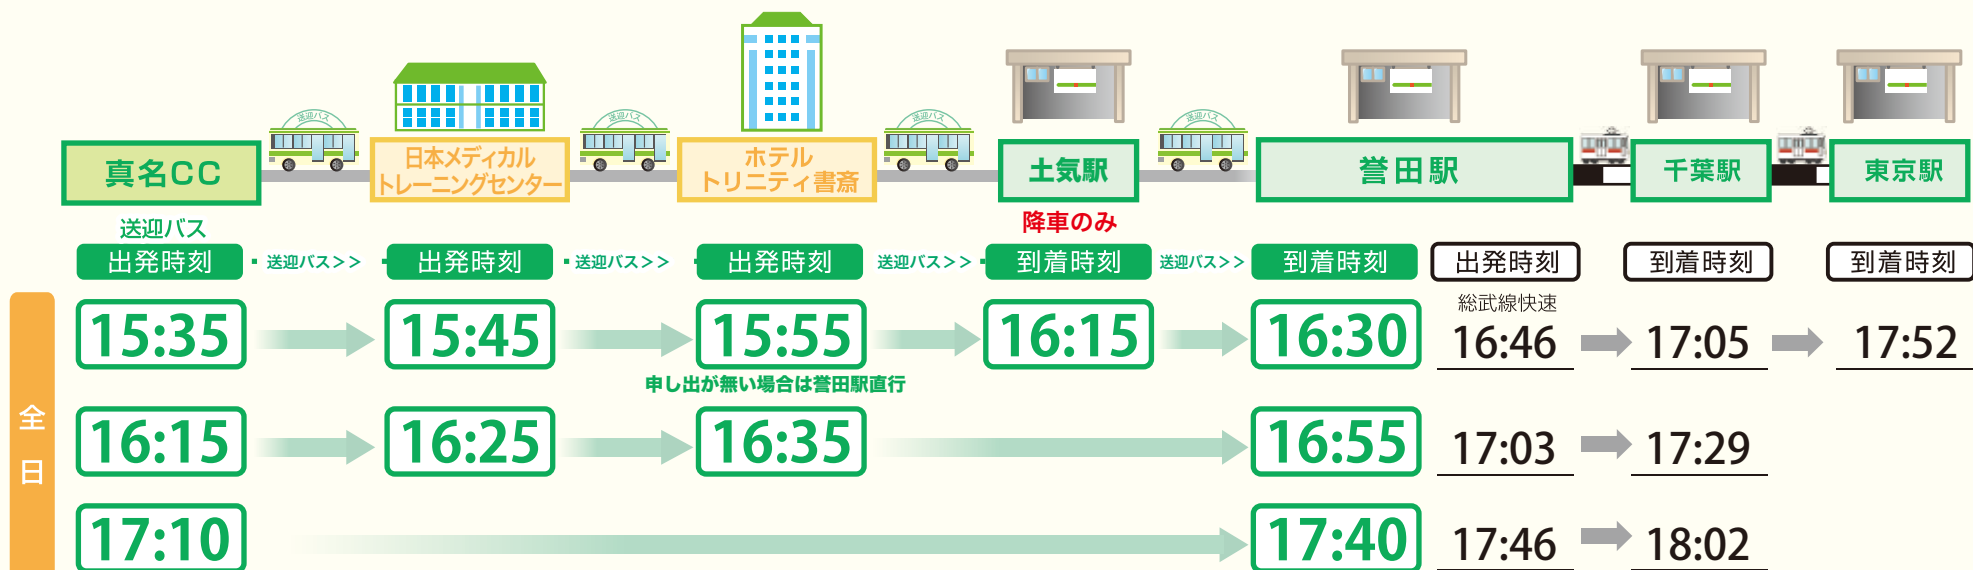 送迎バス
送迎バス
送迎バス
送迎バス
真名CC
日本メディカル
トレーニングセンター
ホテル
トリニティ書斎
土気駅
誉田駅
千葉駅
東京駅
送迎バス
降車のみ
出発時刻
送迎バス>>
出発時刻
送迎バス>>
出発時刻
送迎バス>>
到着時刻
送迎バス>>
到着時刻
出発時刻
到着時刻
到着時刻
全日
総武線快速
15:35
15:45
15:55
16:15
16:30
16:46
17:05
17:52
申し出が無い場合は誉田駅直行
16:15
16:25
16:35
16:55
17:03
17:29
17:10
17:40
17:46
18:02